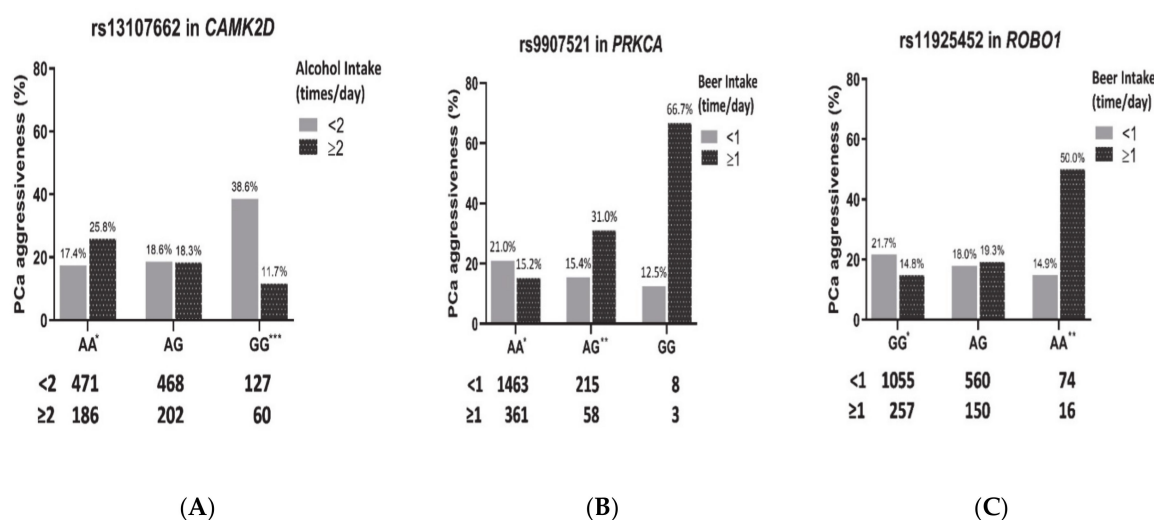 rs13107662 in CAMK2D
PCa aggressiveness (%)
80
60
40
20
0
Alcohol Intake
(times/day)
<2
≥2
17.4%
25.8%
18.6%
18.3%
38.6%
11.7%
AA*
AG
GG***
<2 471 468 127
≥2 186 202 60
(A)
rs9907521 in PRKCA
PCa aggressiveness (%)
80
60
40
20
0
Beer Intake
(time/day)
<1
≥1
21.0%
15.2%
15.4%
31.0%
12.5%
66.7%
AA*
AG**
GG
<1 1463 215 8
≥1 361 58 3
(B)
rs11925452 in ROBO1
PCa aggressiveness (%)
80
60
40
20
0
Beer Intake
(time/day)
<1
≥1
21.7%
14.8%
18.0%
19.3%
14.9%
50.0%
GG*
AG
AA**
<1 1055 560 74
≥1 257 150 16
(C)